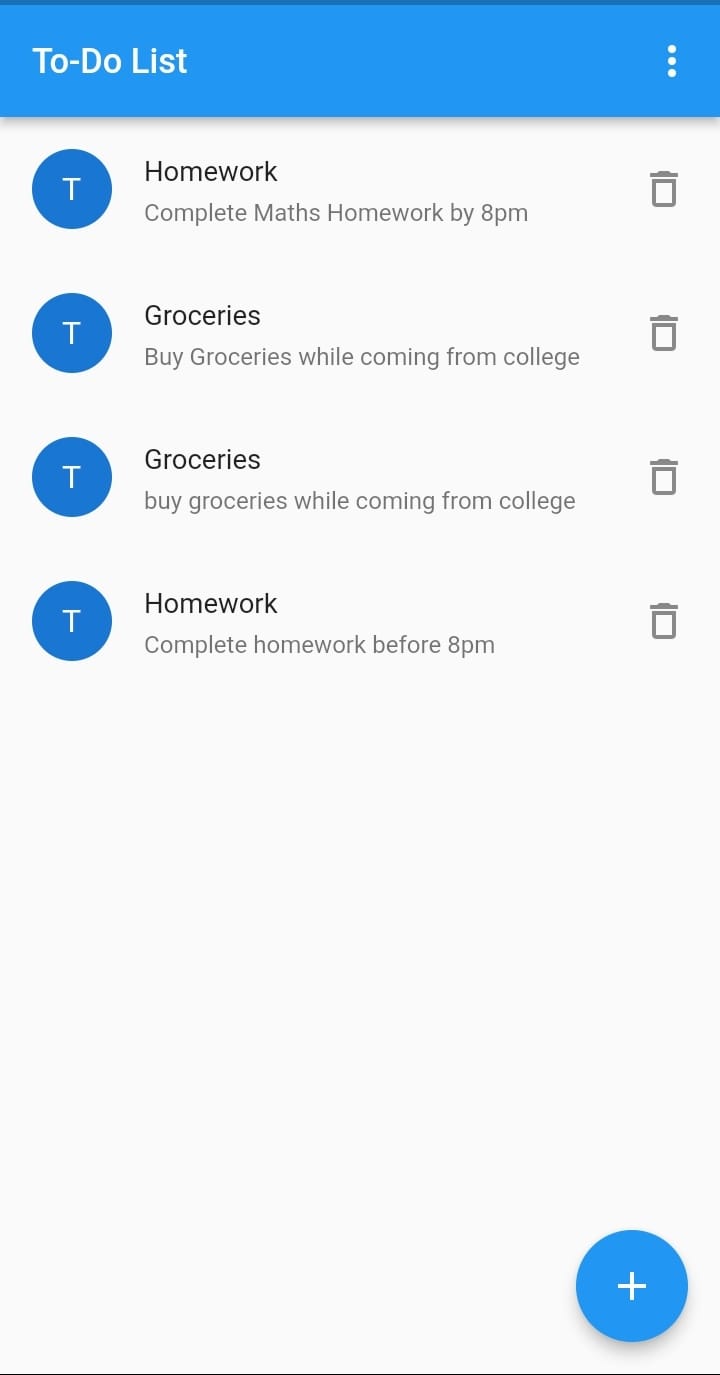 To-Do List
T
Homework
Complete Maths Homework by 8pm
T
Groceries
Buy Groceries while coming from college
T
Groceries
buy groceries while coming from college
T
Homework
Complete homework before 8pm
+